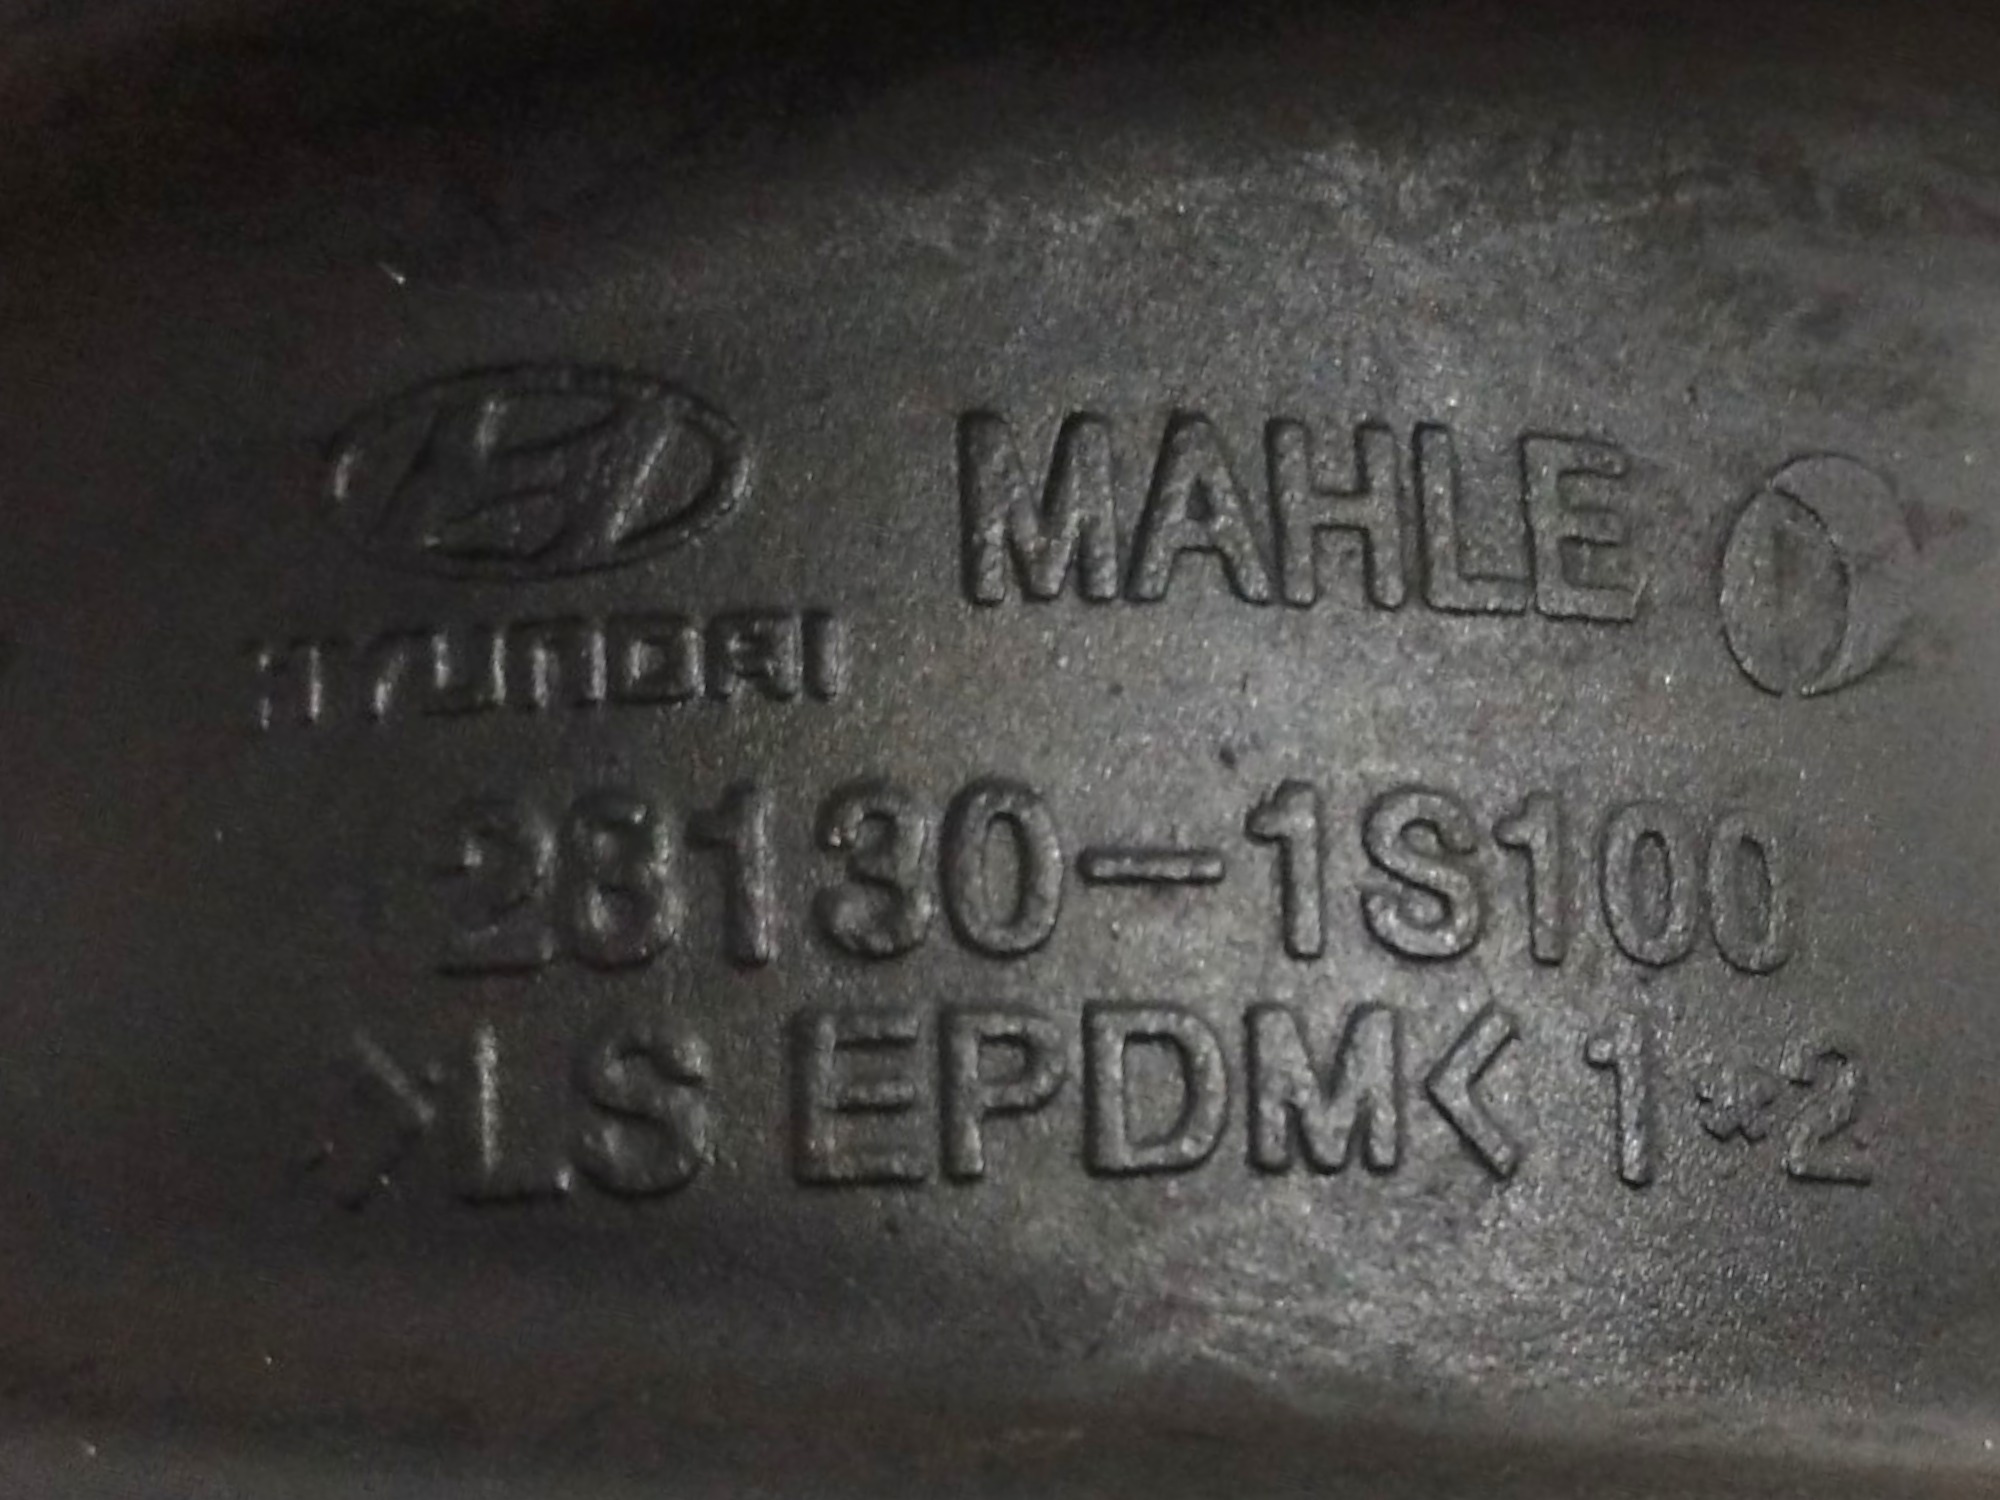 MAHLE
HYUNDAI
28130-1S100
>LS EPDM< 1*2